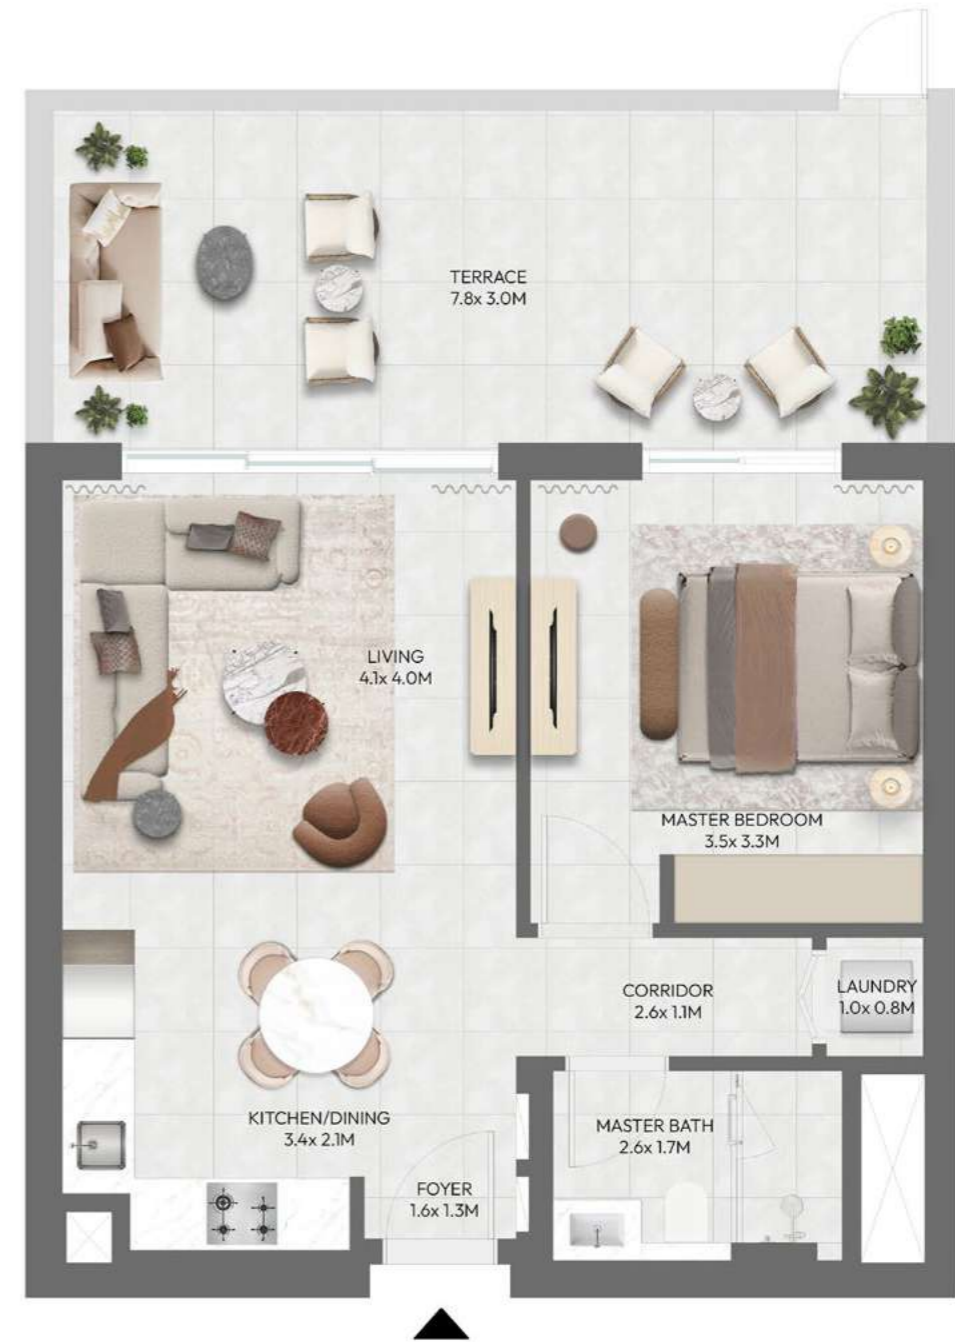 TERRACE
7.8x 3.0M
LIVING
4.1x 4.0M
MASTER BEDROOM
3.5x 3.3M
CORRIDOR
2.6x 1.1M
LAUNDRY
1.0x 0.8M
KITCHEN/DINING
3.4x 2.1M
MASTER BATH
2.6x 1.7M
FOYER
1.6x 1.3M